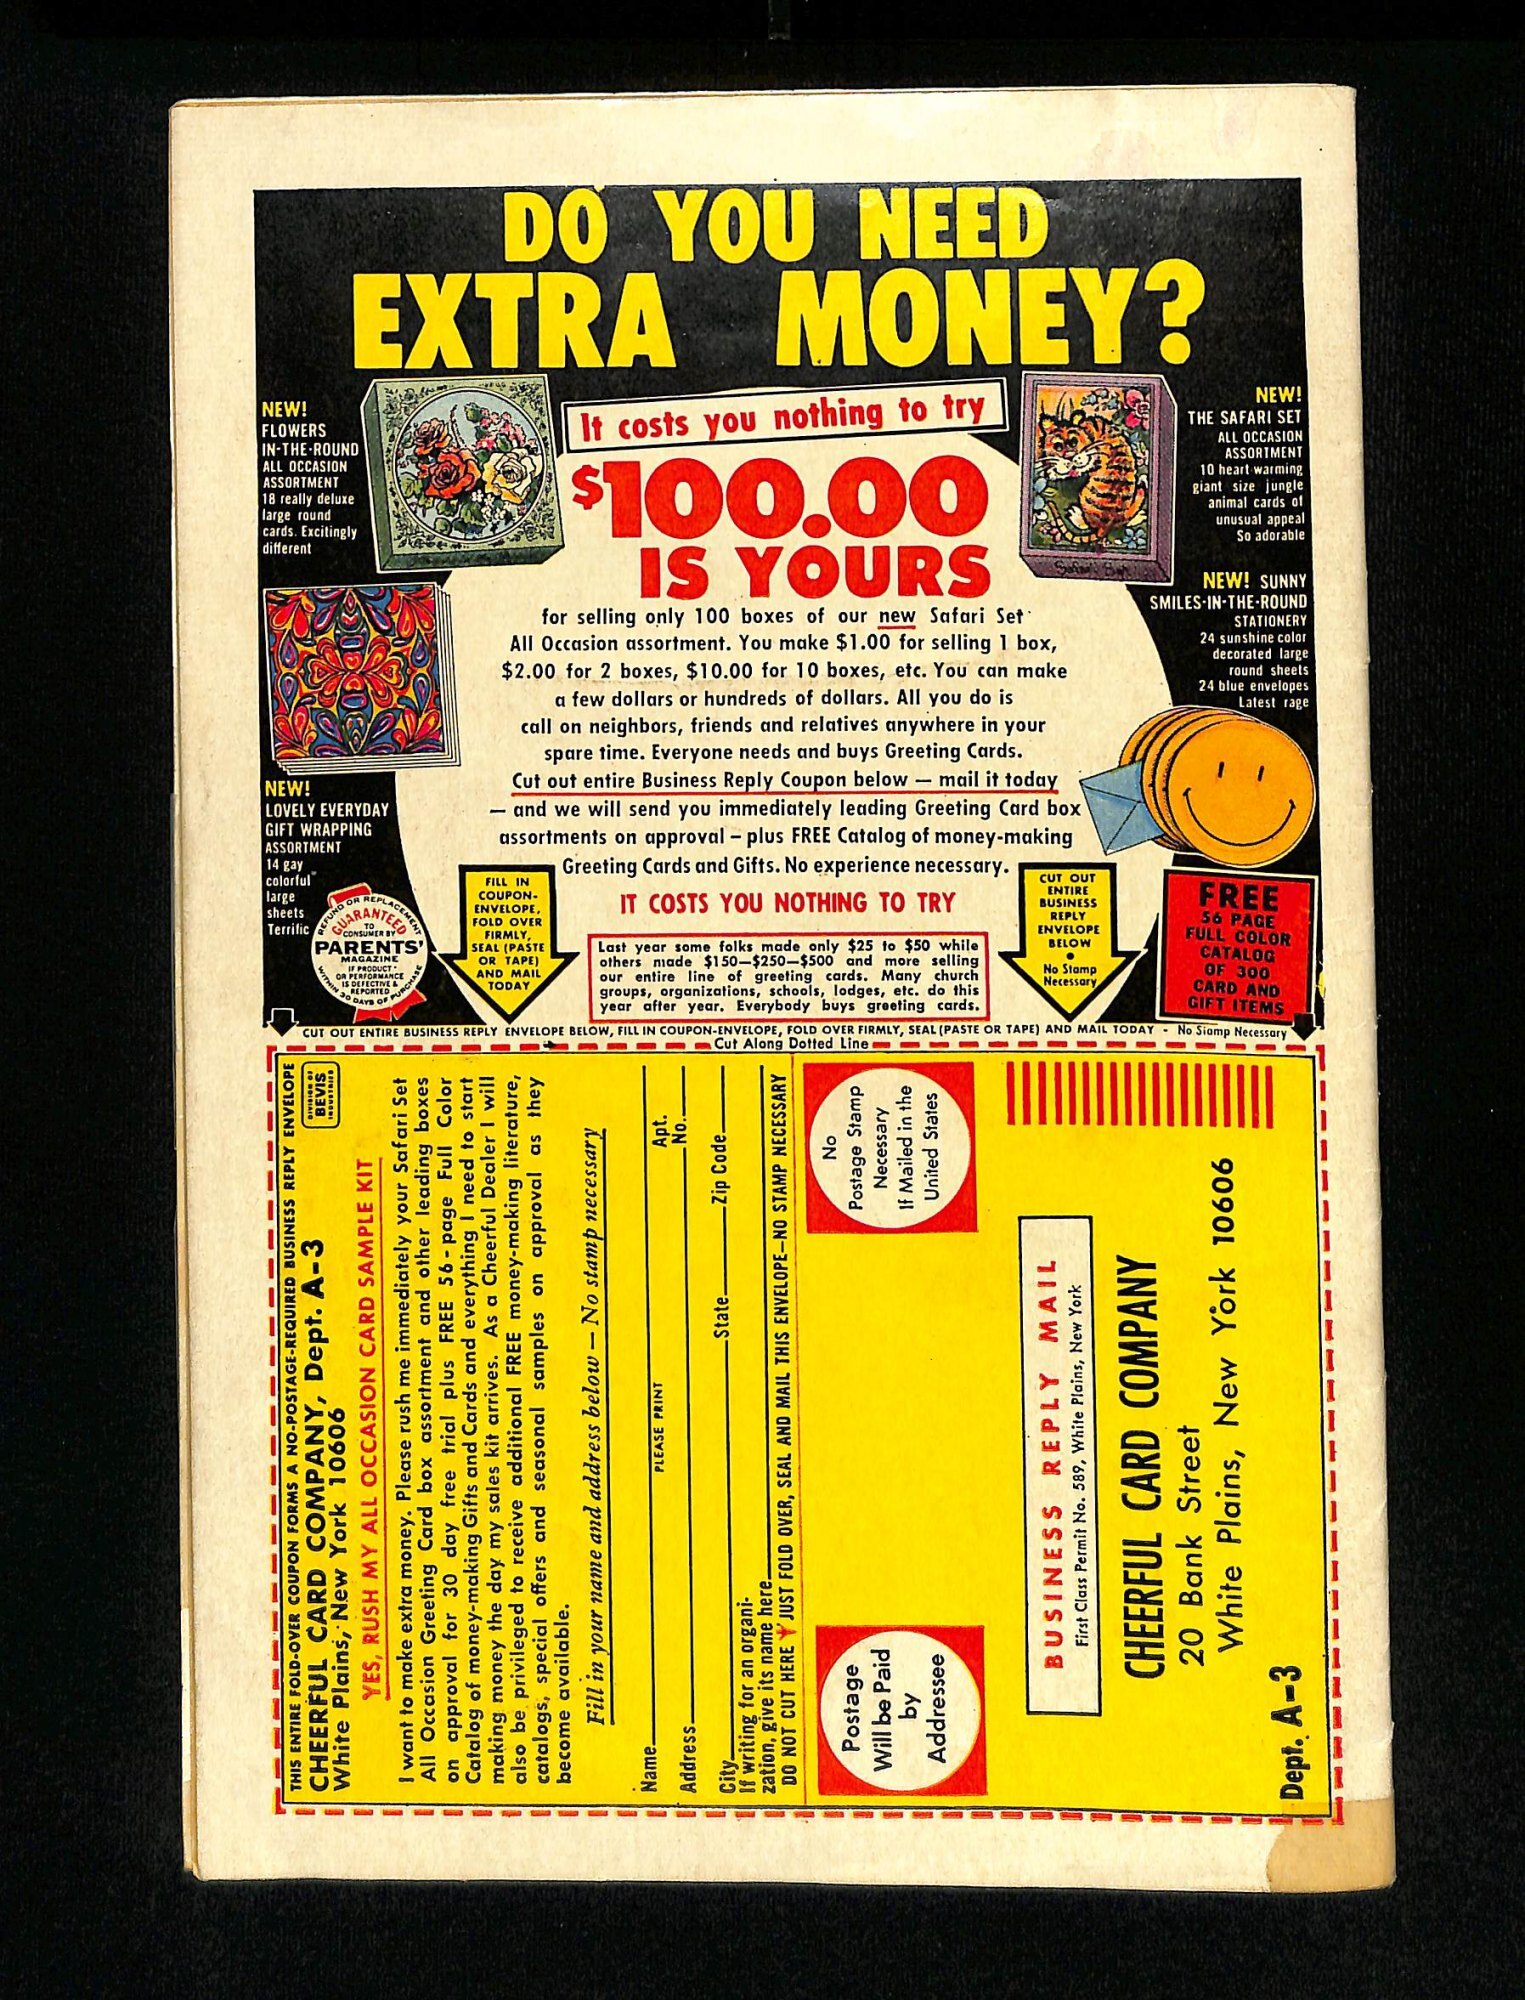 DO YOU NEED
EXTRA MONEY?
NEW!
FLOWERS
IN-THE-ROUND
ALL OCCASION
ASSORTMENT
18 really deluxe
large round
cards. Excitingly
different
It costs you nothing to try
$100.00
IS YOURS
NEW!
THE SAFARI SET
ALL OCCASION
ASSORTMENT
10 heart-warming
giant size jungle
animal cards of
unusual appeal
So adorable
Safari Set
NEW! SUNNY
SMILES-IN-THE-ROUND
STATIONERY
24 sunshine color
decorated large
round sheets
24 blue envelopes
Latest rage
for selling only 100 boxes of our new Safari Set
All Occasion assortment. You make $1.00 for selling 1 box,
$2.00 for 2 boxes, $10.00 for 10 boxes, etc. You can make
a few dollars or hundreds of dollars. All you do is
call on neighbors, friends and relatives anywhere in your
spare time. Everyone needs and buys Greeting Cards.
Cut out entire Business Reply Coupon below — mail it today
— and we will send you immediately leading Greeting Card box
assortments on approval — plus FREE Catalog of money-making
Greeting Cards and Gifts. No experience necessary.
IT COSTS YOU NOTHING TO TRY
NEW!
LOVELY EVERYDAY
GIFT WRAPPING
ASSORTMENT
14 gay
colorful
large
sheets
Terrific
REFUND OR REPLACEMENT
GUARANTEED
TO
CONSUMER BY
PARENTS'
MAGAZINE
IF PRODUCT
OR PERFORMANCE
IS DEFECTIVE &
REPORTED
WITHIN 30 DAYS OF PURCHASE
FILL IN
COUPON-
ENVELOPE,
FOLD OVER
FIRMLY,
SEAL (PASTE
OR TAPE)
AND MAIL
TODAY
Last year some folks made only $25 to $50 while
others made $150—$250—$500 and more selling
our entire line of greeting cards. Many church
groups, organizations, schools, lodges, etc. do this
year after year. Everybody buys greeting cards.
CUT OUT
ENTIRE
BUSINESS
REPLY
ENVELOPE
BELOW
•
No Stamp
Necessary
FREE
56 PAGE
FULL COLOR
CATALOG
OF 300
CARD AND
GIFT ITEMS
CUT OUT ENTIRE BUSINESS REPLY ENVELOPE BELOW, FILL IN COUPON-ENVELOPE, FOLD OVER FIRMLY, SEAL (PASTE OR TAPE) AND MAIL TODAY - No Stamp Necessary
Cut Along Dotted Line
THIS ENTIRE FOLD-OVER COUPON FORMS A NO-POSTAGE-REQUIRED BUSINESS REPLY ENVELOPE
CHEERFUL CARD COMPANY, Dept. A-3
White Plains, New York 10606
DIVISION OF
BEVIS
INDUSTRIES
YES, RUSH MY ALL OCCASION CARD SAMPLE KIT
I want to make extra money. Please rush me immediately your Safari Set
All Occasion Greeting Card box assortment and other leading boxes
on approval for 30 day free trial plus FREE 56-page Full Color
Catalog of money-making Gifts and Cards and everything I need to start
making money the day my sales kit arrives. As a Cheerful Dealer I will
also be privileged to receive additional FREE money-making literature,
catalogs, special offers and seasonal samples on approval as they
become available.
Fill in your name and address below — No stamp necessary
Name
PLEASE PRINT
Address
Apt.
No.
City
State
Zip Code
If writing for an organi-
zation, give its name here
DO NOT CUT HERE JUST FOLD OVER, SEAL AND MAIL THIS ENVELOPE—NO STAMP NECESSARY
No
Postage Stamp
Necessary
If Mailed in the
United States
Postage
Will be Paid
by
Addressee
BUSINESS REPLY MAIL
First Class Permit No. 589, White Plains, New York
CHEERFUL CARD COMPANY
20 Bank Street
White Plains, New York 10606
Dept. A-3